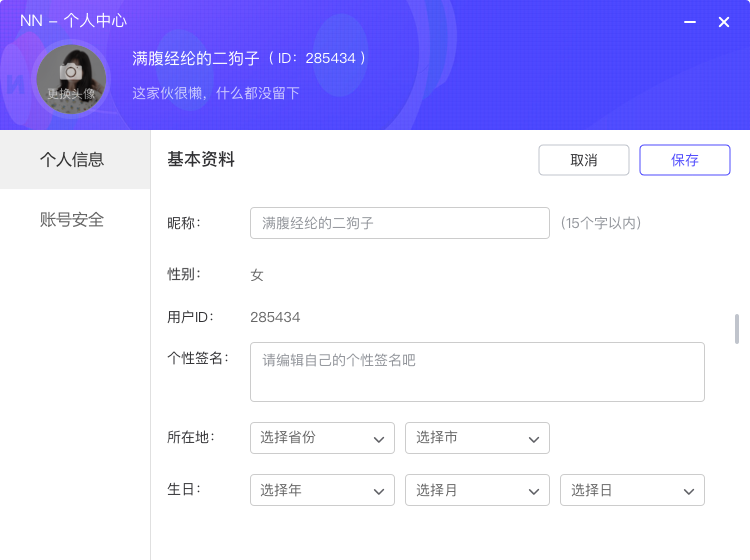 NN – 个人中心
满腹经纶的二狗子（ ID：285434 ）
更换头像
这家伙很懒，什么都没留下
个人信息
账号安全
基本资料
取消
保存
昵称：
满腹经纶的二狗子
(15个字以内)
性别：
女
用户ID：
285434
个性签名：
请编辑自己的个性签名吧
所在地：
选择省份
选择市
生日：
选择年
选择月
选择日